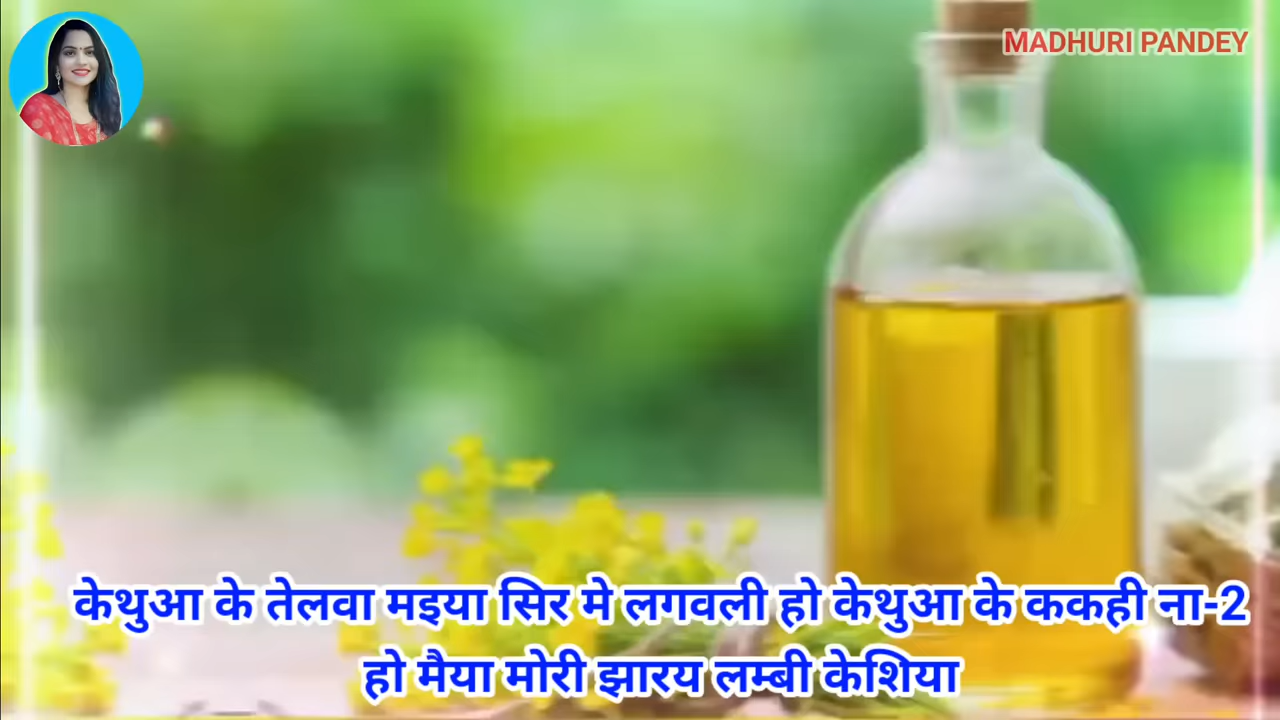 MADHURI PANDEY
केथुआ के तेलवा मइया सिर मे लगवली हो केथुआ के ककही ना-2
हो मैया मोरी झारय लम्बी केशिया